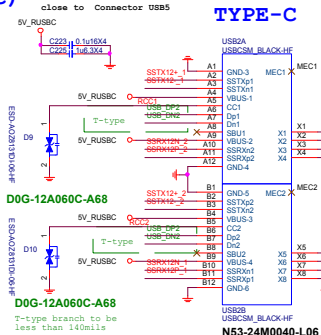 close to Connector USB5
TYPE-C
5V_RUSBC
C223 0.1u16X4
C225 1u6.3X4
USB2A
USBCSM_BLACK-HF
A1 GND-3 MEC1 MEC1
SSTX12+_1 A2 SSTXp1
SSTX12-_1 A3 SSTXn1
5V_RUSBC A4 VBUS-1
RCC1 A5 CC1
USB_DP2 A6 Dp1
USB_DN2 A7 Dn1
T-type
A8 SBU1 X1 X1
5V_RUSBC A9 VBUS-2 X2 X2
SSRX12N_2 A10 SSRXn2 X3 X3
SSRX12P_2 A11 SSRXp2 X4 X4
A12 GND-4
D9
1
2
ESD-A0Z8131DI-06-HF
D0G-12A060C-A68
B1 GND-5 MEC2 MEC2
SSTX12+_2 B2 SSTXp2
SSTX12-_2 B3 SSTXn2
5V_RUSBC B4 VBUS-3
RCC2 B5 CC2
USB_DP2 B6 Dp2
USB_DN2 B7 Dn2
T-type
B8 SBU2 X5 X5
5V_RUSBC B9 VBUS-4 X6 X6
SSRX12N_1 B10 SSRXn1 X7 X7
SSRX12P_1 B11 SSRXp1 X8 X8
B12 GND-6
D10
1
2
ESD-A0Z8131DI-06-HF
USB2B
USBCSM_BLACK-HF
D0G-12A060C-A68
T-type branch to be
less than 140mils
N53-24M0040-L06